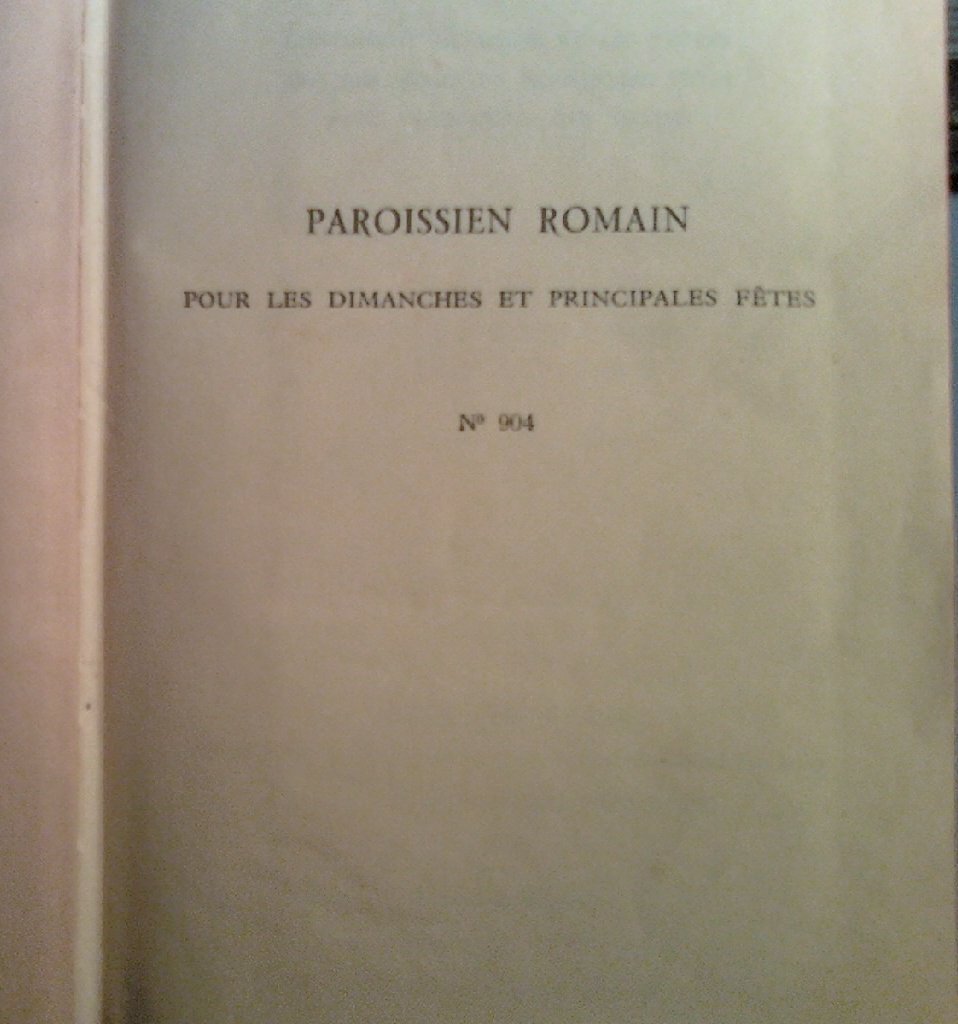 PAROISSIEN ROMAIN
POUR LES DIMANCHES ET PRINCIPALES FÊTES
Nº 904